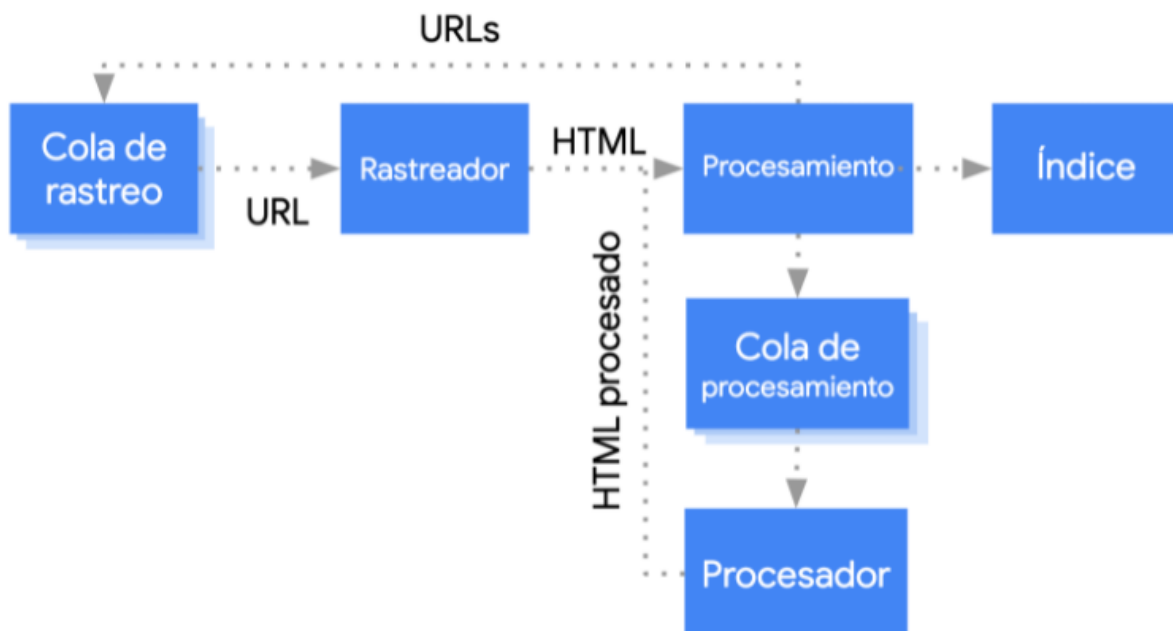 URLs
Cola de
rastreo
URL
Rastreador
HTML
Procesamiento
Índice
HTML procesado
Cola de
procesamiento
Procesador